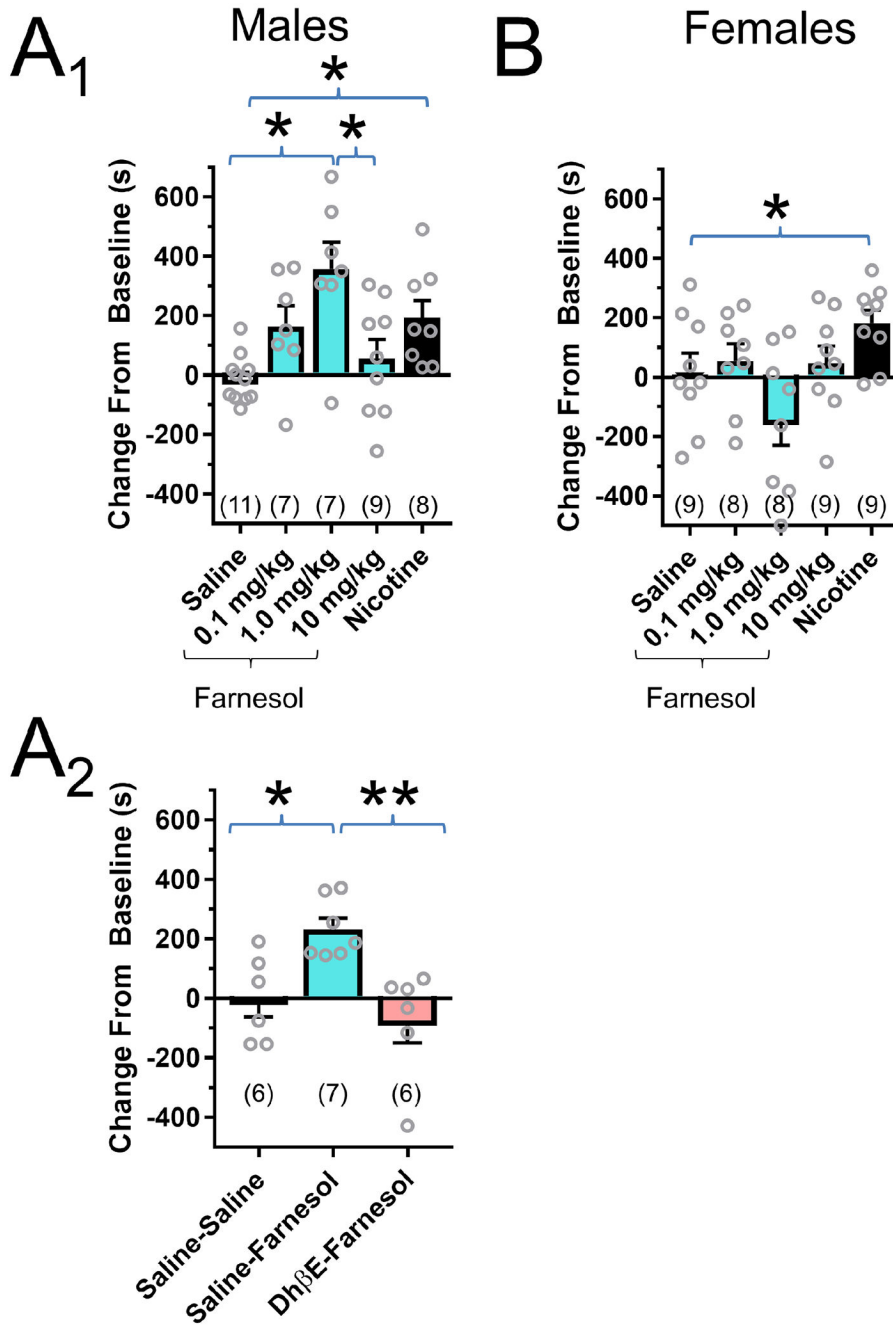 A1
Males
*
*
*
Change From Baseline (s)
600
400
200
0
-200
-400
(11)
(7)
(7)
(9)
(8)
Saline
0.1 mg/kg
1.0 mg/kg
10 mg/kg
Nicotine
Farnesol
B
Females
*
Change From Baseline (s)
600
400
200
0
-200
-400
(9)
(8)
(8)
(9)
(9)
Saline
0.1 mg/kg
1.0 mg/kg
10 mg/kg
Nicotine
Farnesol
A2
*
**
Change From Baseline (s)
600
400
200
0
-200
-400
(6)
(7)
(6)
Saline-Saline
Saline-Farnesol
DhβE-Farnesol